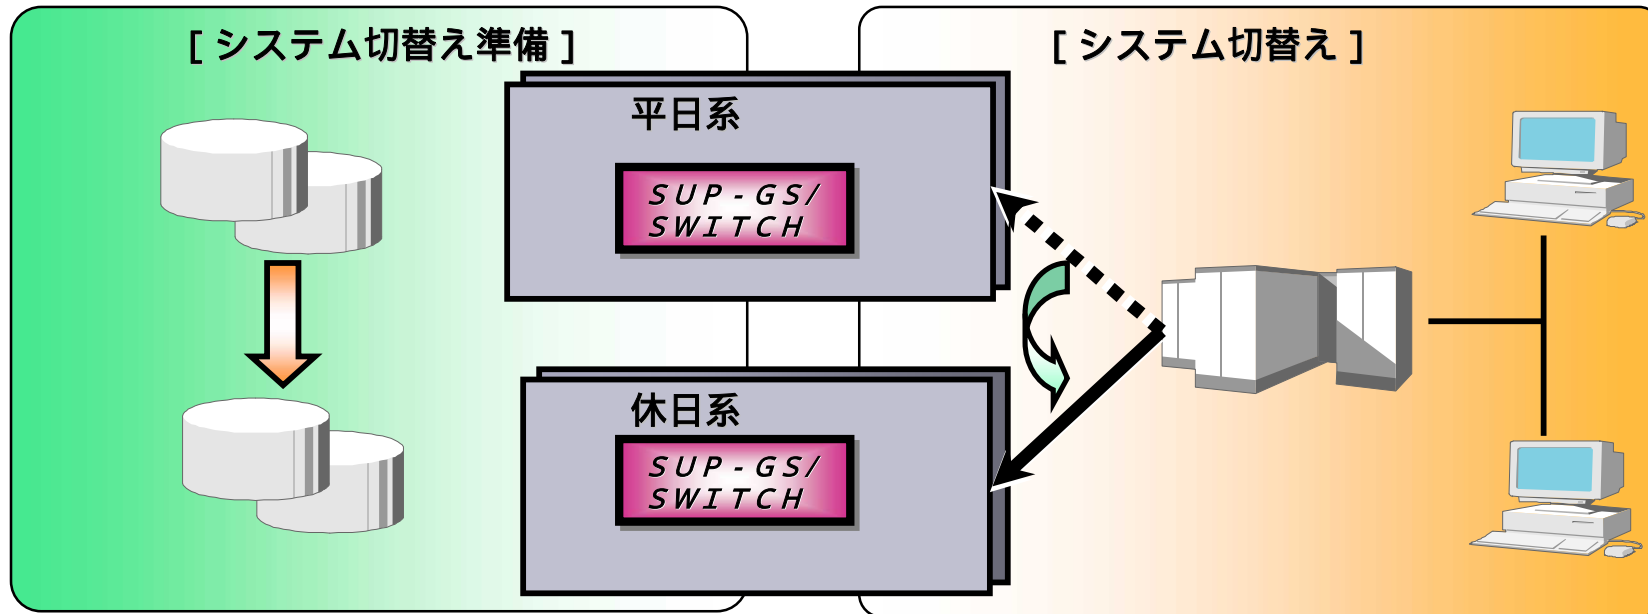 [ システム切替え準備 ]
[ システム切替え ]
平日系
SUP-GS/
SWITCH
休日系
SUP-GS/
SWITCH